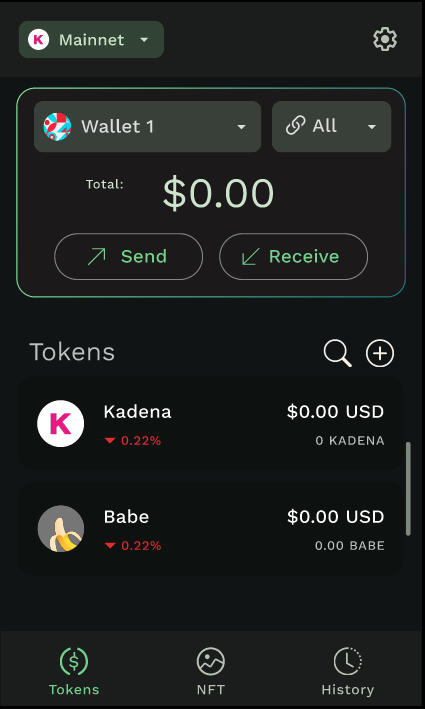 K Mainnet
Wallet 1 All
Total: $0.00
Send Receive
Tokens
K Kadena $0.00 USD
0.22% 0 KADENA
Babe $0.00 USD
0.22% 0.00 BABE
$
Tokens NFT History